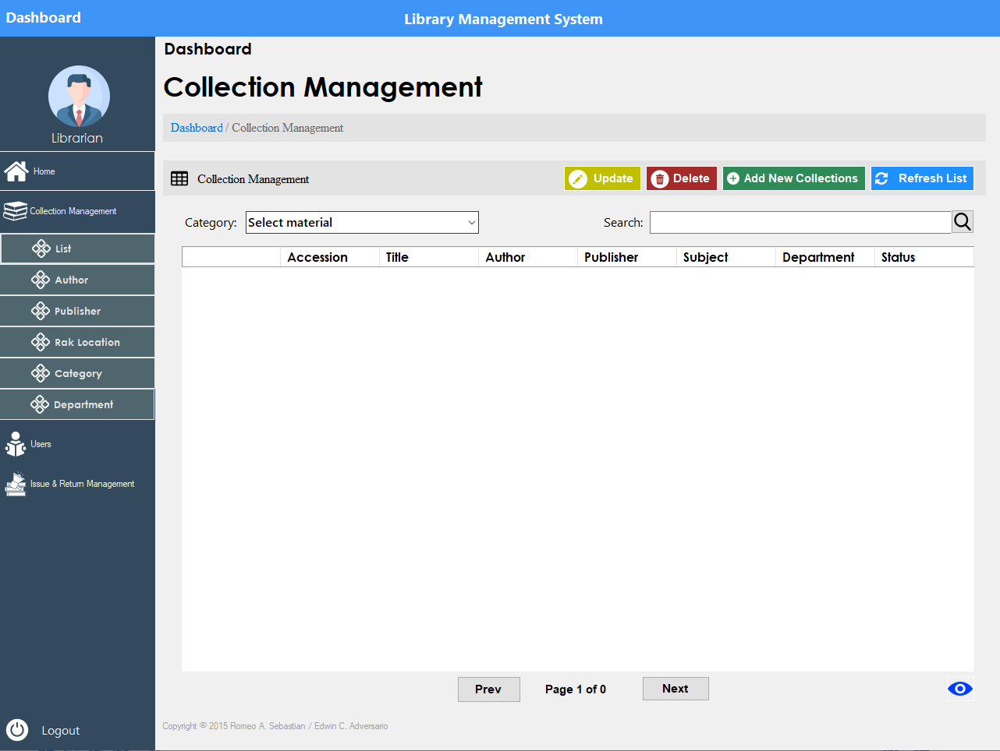 Dashboard
Library Management System
Librarian
Home
Collection Management
List
Author
Publisher
Rak Location
Category
Department
Users
Issue & Return Management
Logout
Dashboard
Collection Management
Dashboard / Collection Management
Collection Management
Update
Delete
Add New Collections
Refresh List
Category: Select material
Search:
Accession Title Author Publisher Subject Department Status
Prev Page 1 of 0 Next
Copyright © 2015 Romeo A. Sebastian / Edwin C. Adversario